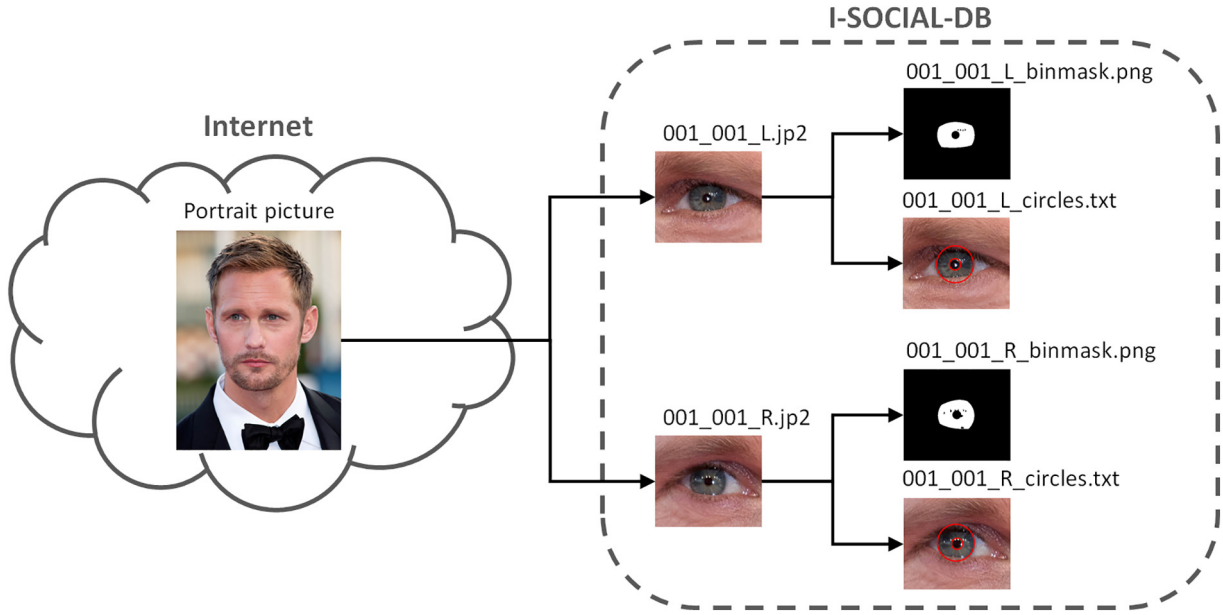 I-SOCIAL-DB
Internet
Portrait picture
001_001_L.jp2
001_001_L_binmask.png
001_001_L_circles.txt
001_001_R.jp2
001_001_R_binmask.png
001_001_R_circles.txt